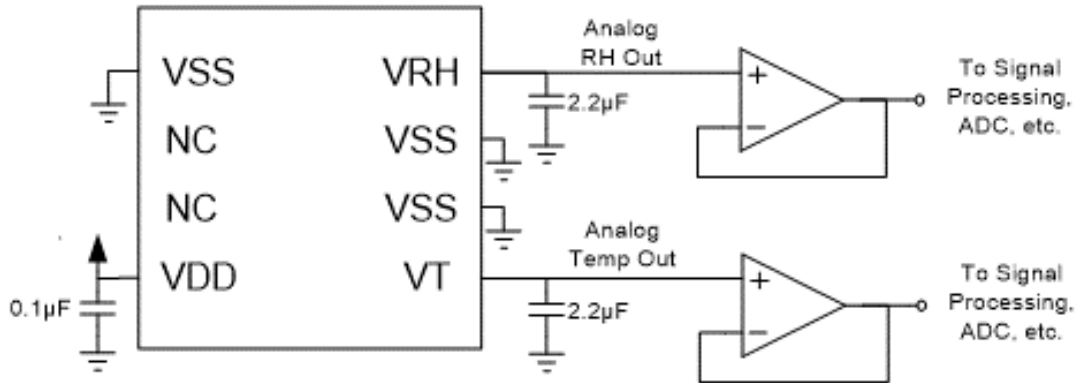 VSS
NC
NC
VDD
0.1µF
VRH
VSS
VSS
VT
Analog
RH Out
2.2µF
+
−
To Signal
Processing,
ADC, etc.
Analog
Temp Out
2.2µF
+
−
To Signal
Processing,
ADC, etc.